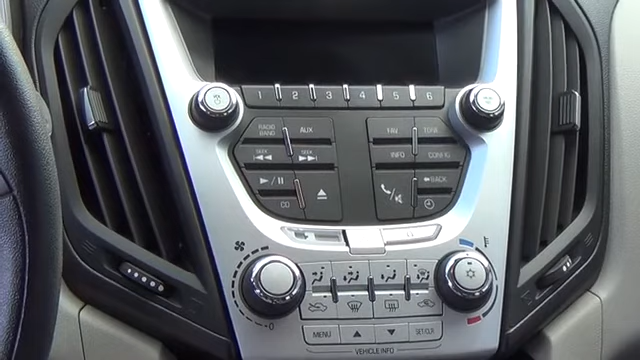 1 2 3 4 5 6
RADIO BAND AUX FAV TONE
SEEK SEEK INFO CONFIG
BACK
CD
0
MENU SET/CLR
VEHICLE INFO